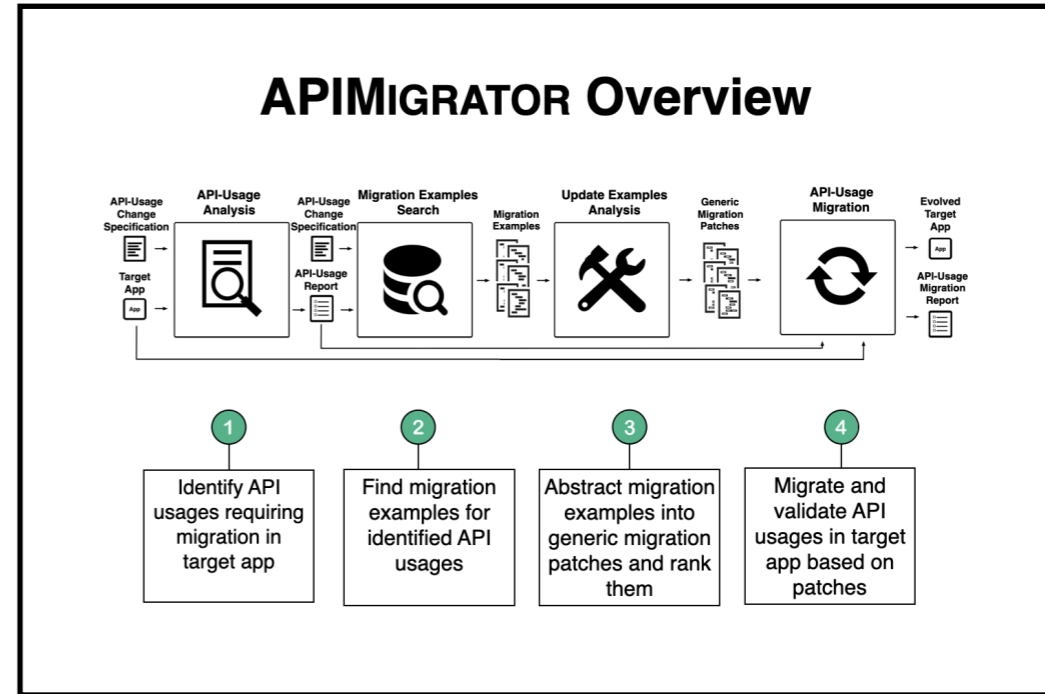 APIMIGRATOR Overview
API-Usage
Change
Specification
Target
App
App
API-Usage
Analysis
API-Usage
Change
Specification
API-Usage
Report
Migration Examples
Search
Migration
Examples
Update Examples
Analysis
Generic
Migration
Patches
API-Usage
Migration
Evolved
Target
App
App
API-Usage
Migration
Report
1
Identify API
usages requiring
migration in
target app
2
Find migration
examples for
identified API
usages
3
Abstract migration
examples into
generic migration
patches and rank
them
4
Migrate and
validate API
usages in target
app based on
patches